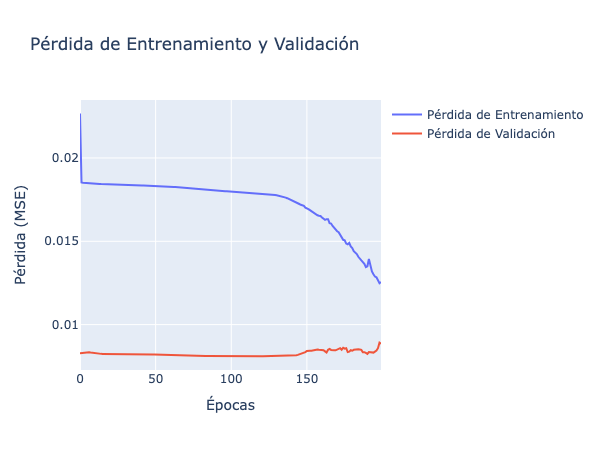 Pérdida de Entrenamiento y Validación
Pérdida de Entrenamiento
Pérdida de Validación
0.02
0.015
0.01
Pérdida (MSE)
0
50
100
150
Épocas